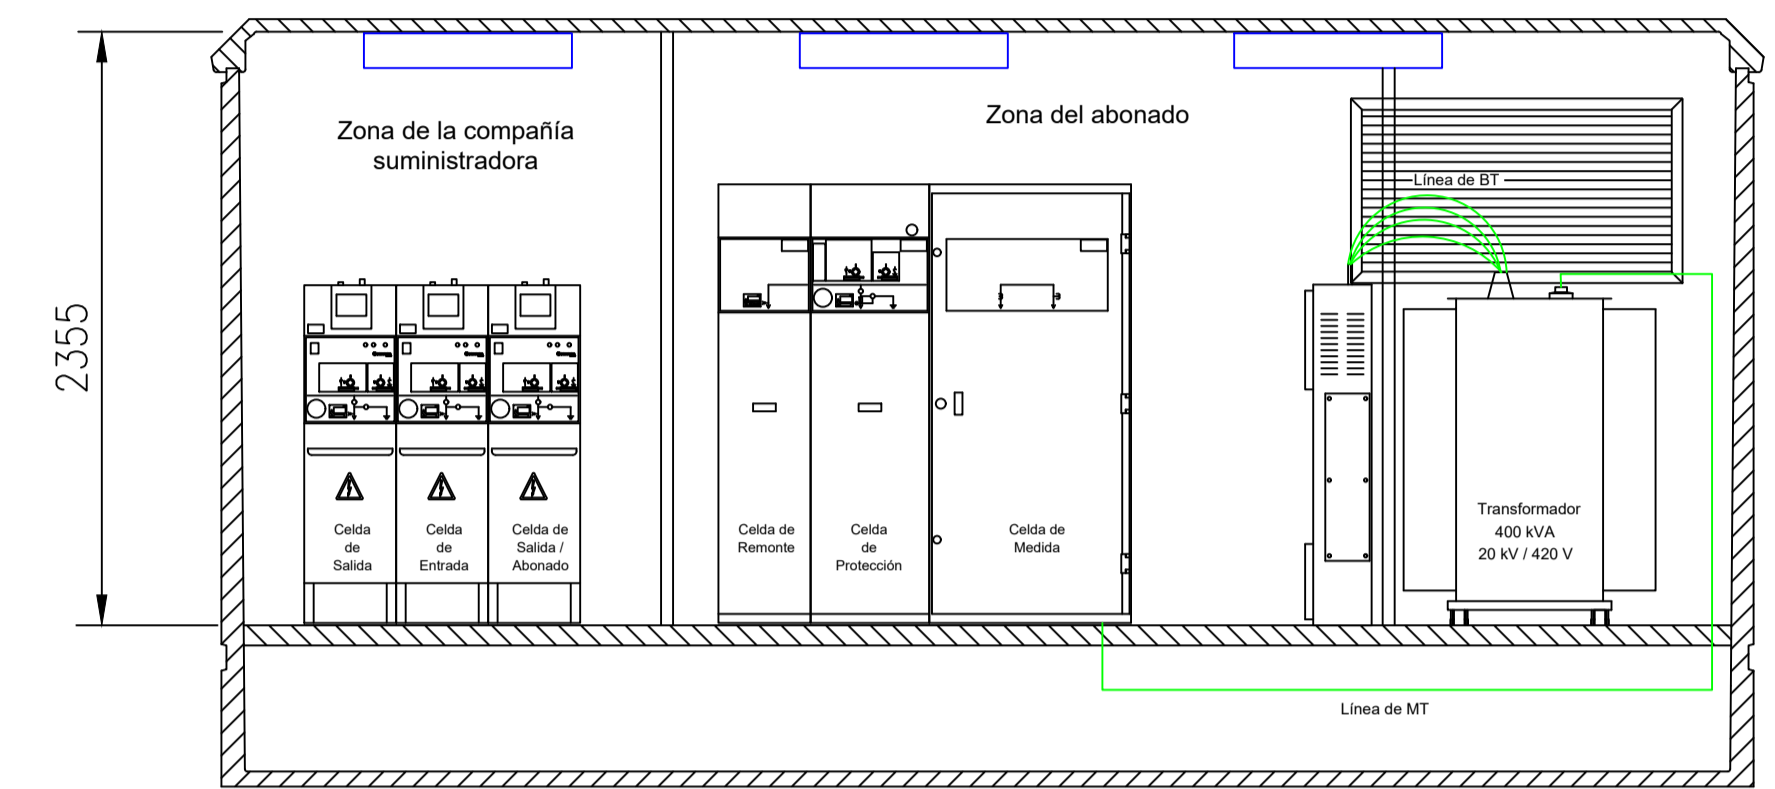 Zona de la compañía
suministradora
Zona del abonado
Línea de BT
2355
Celda
de
Salida
Celda
de
Entrada
Celda de
Salida /
Abonado
Celda de
Remonte
Celda
de
Protección
Celda de
Medida
Transformador
400 kVA
20 kV / 420 V
Línea de MT